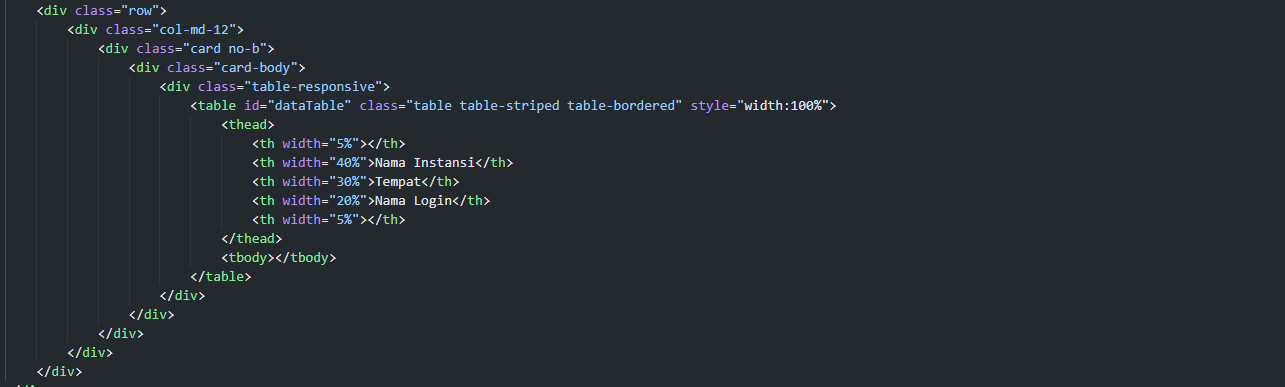 <div class="row">
<div class="col-md-12">
<div class="card no-b">
<div class="card-body">
<div class="table-responsive">
<table id="dataTable" class="table table-striped table-bordered" style="width:100%">
<thead>
<th width="5%"></th>
<th width="40%">Nama Instansi</th>
<th width="30%">Tempat</th>
<th width="20%">Nama Login</th>
<th width="5%"></th>
</thead>
<tbody></tbody>
</table>
</div>
</div>
</div>
</div>
</div>